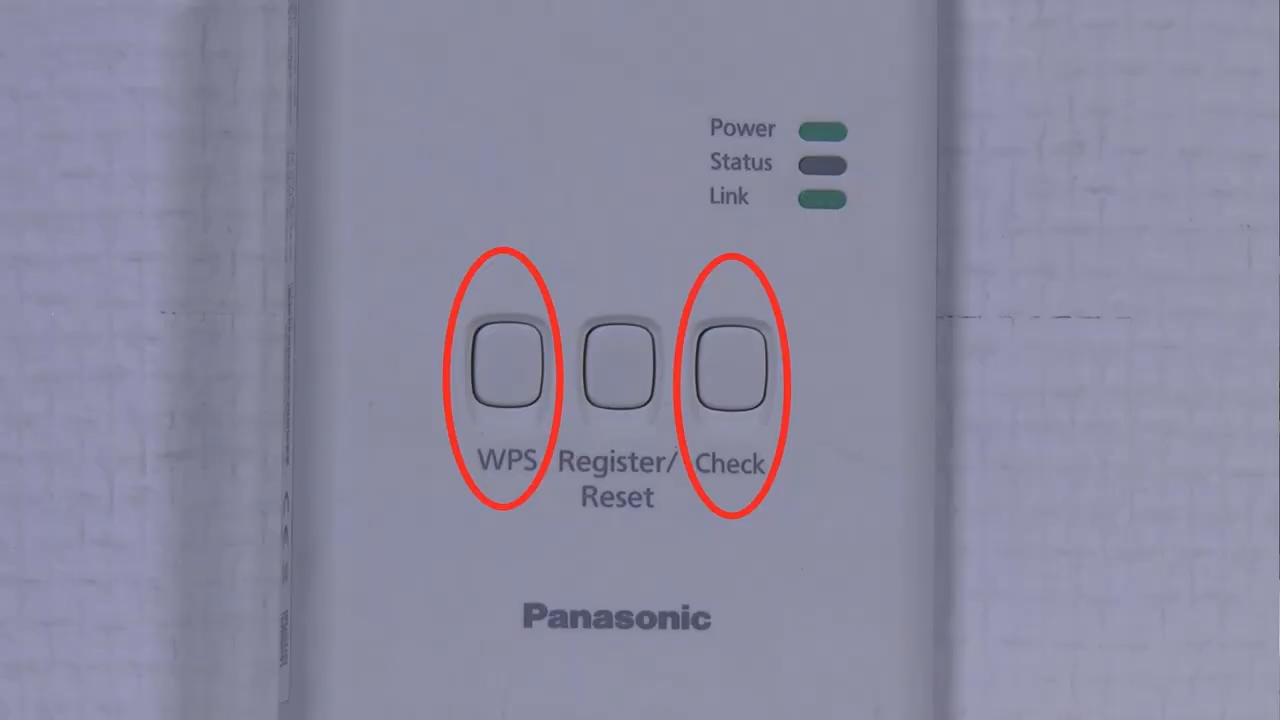 Power
Status
Link
WPS
Register/
Reset
Check
Panasonic